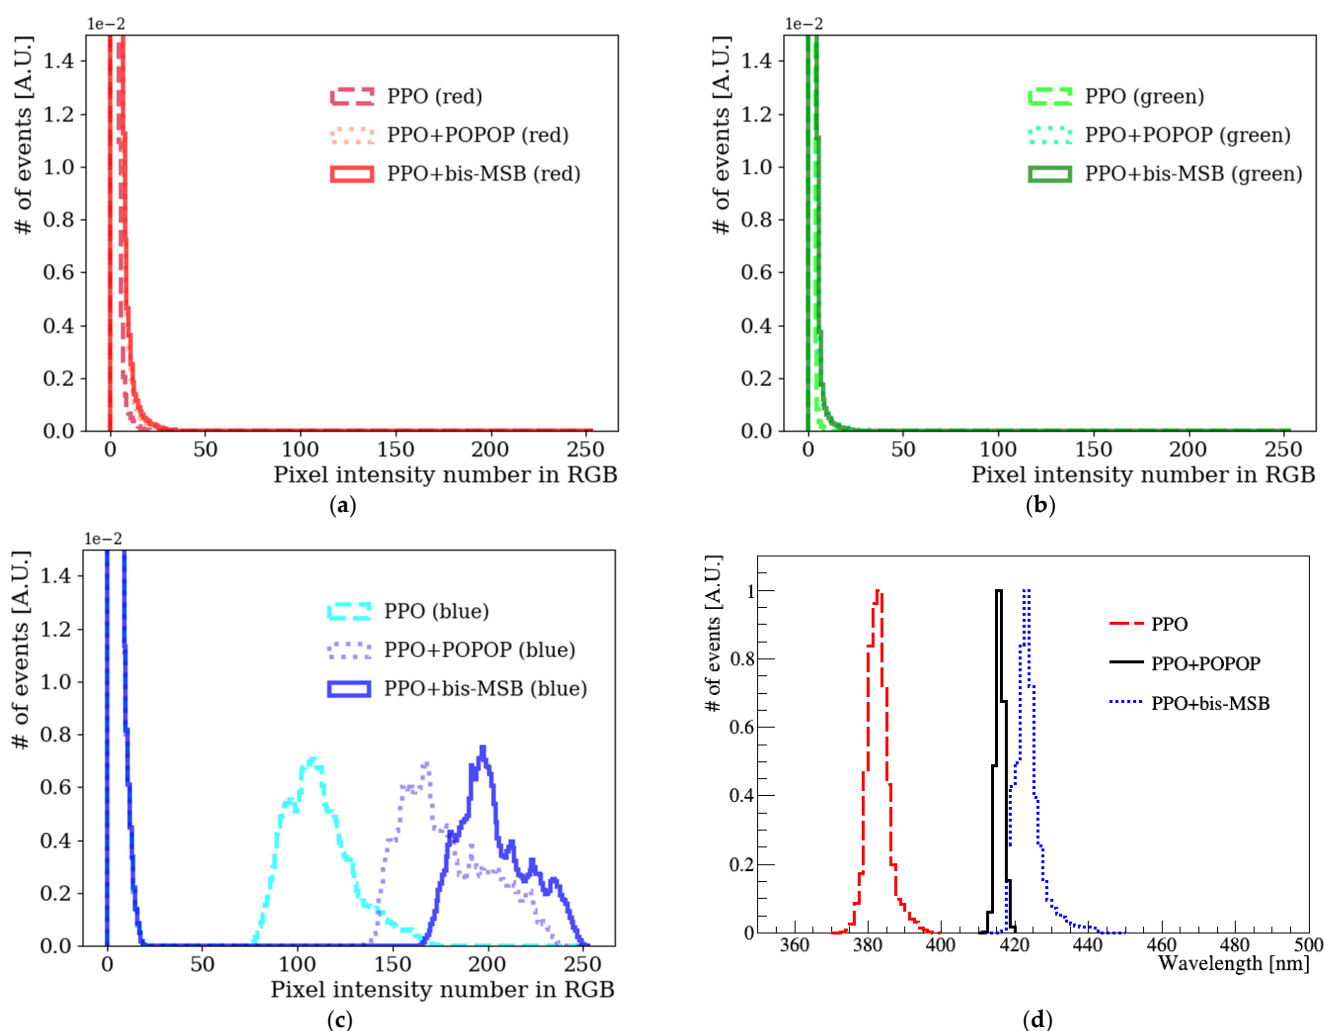 1e−2
# of events [A.U.]
1.4
1.2
1.0
0.8
0.6
0.4
0.2
0.0
PPO (red)
PPO+POPOP (red)
PPO+bis-MSB (red)
0 50 100 150 200 250
Pixel intensity number in RGB
(a)
1e−2
# of events [A.U.]
1.4
1.2
1.0
0.8
0.6
0.4
0.2
0.0
PPO (green)
PPO+POPOP (green)
PPO+bis-MSB (green)
0 50 100 150 200 250
Pixel intensity number in RGB
(b)
1e−2
# of events [A.U.]
1.4
1.2
1.0
0.8
0.6
0.4
0.2
0.0
PPO (blue)
PPO+POPOP (blue)
PPO+bis-MSB (blue)
0 50 100 150 200 250
Pixel intensity number in RGB
(c)
# of events [A.U.]
1
0.8
0.6
0.4
0.2
0
PPO
PPO+POPOP
PPO+bis-MSB
360 380 400 420 440 460 480 500
Wavelength [nm]
(d)